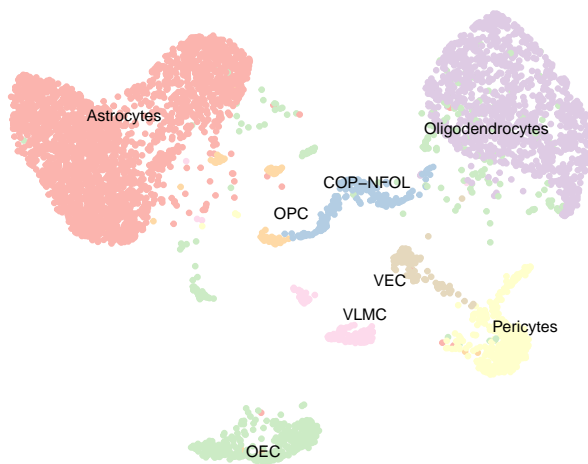 Astrocytes
Oligodendrocytes
COP−NFOL
OPC
VEC
VLMC
Pericytes
OEC